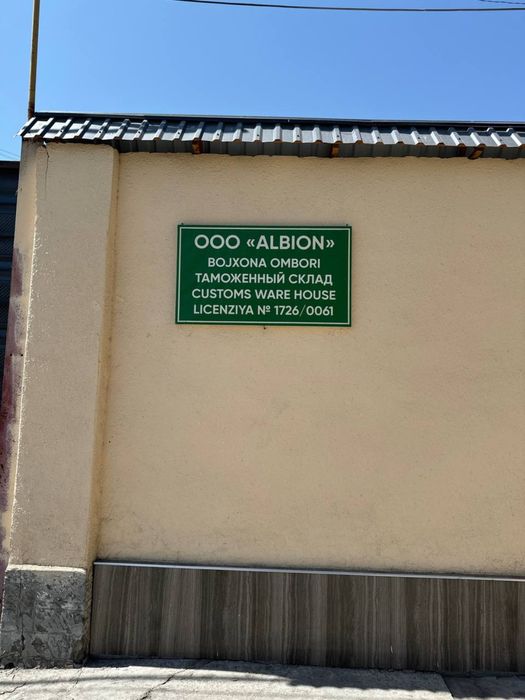 ООО «ALBION»
BOJXONA OMBORI
ТАМОЖЕННЫЙ СКЛАД
CUSTOMS WARE HOUSE
LICENZIYA № 1726/0061